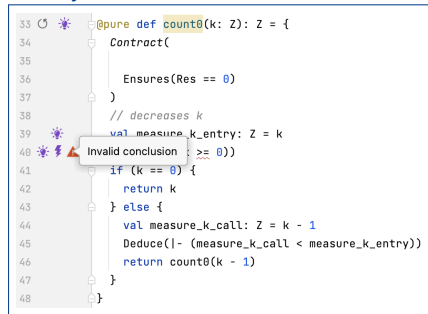 33 @pure def count0(k: Z): Z = {
34 Contract(
35
36 Ensures(Res == 0)
37 )
38 // decreases k
39 val measure_k_entry: Z = k
40 Invalid conclusion >= 0))
41 if (k == 0) {
42 return k
43 } else {
44 val measure_k_call: Z = k - 1
45 Deduce(|- (measure_k_call < measure_k_entry))
46 return count0(k - 1)
47 }
48 }